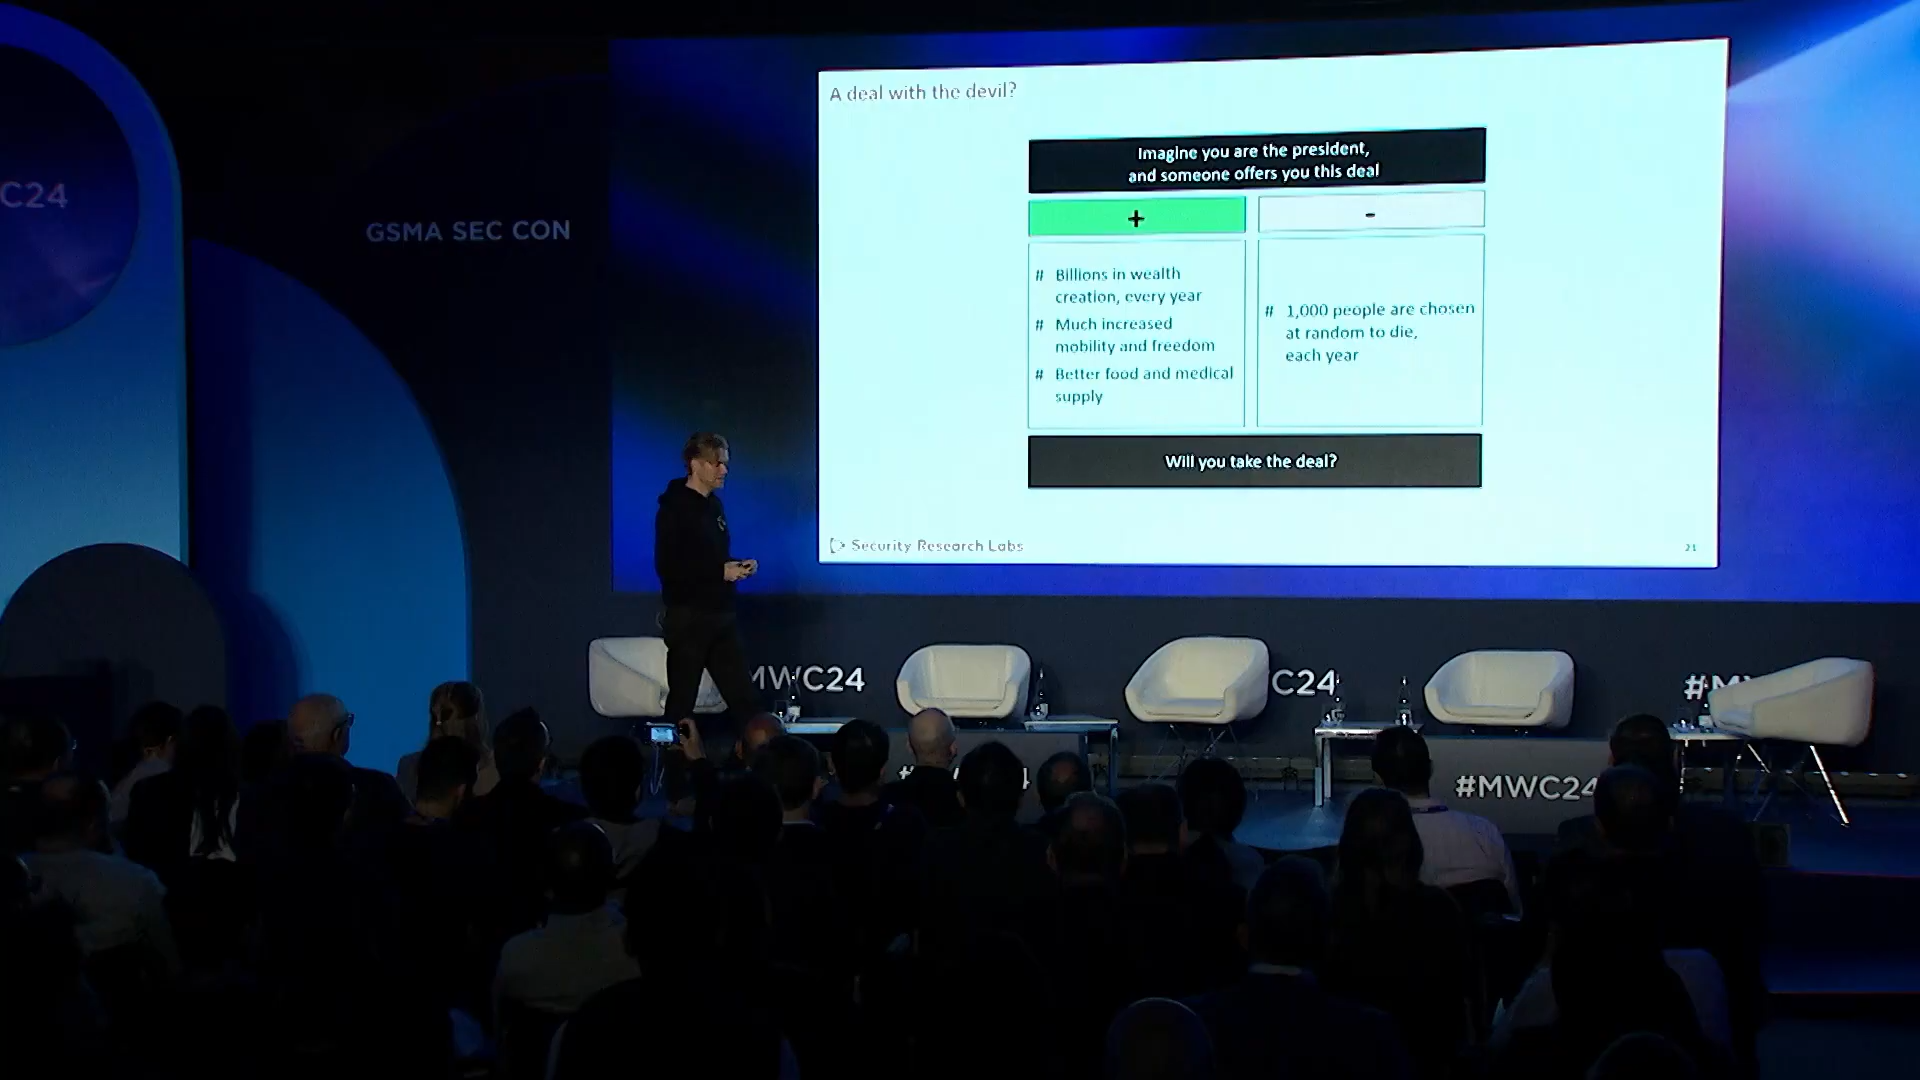 C24
GSMA SEC CON
A deal with the devil?
Imagine you are the president,
and someone offers you this deal
+
-
# Billions in wealth
creation, every year
# Much increased
mobility and freedom
# Better food and medical
supply
# 1,000 people are chosen
at random to die,
each year
Will you take the deal?
Security Research Labs
21
MWC24
C24
#M
#
4
#MWC24